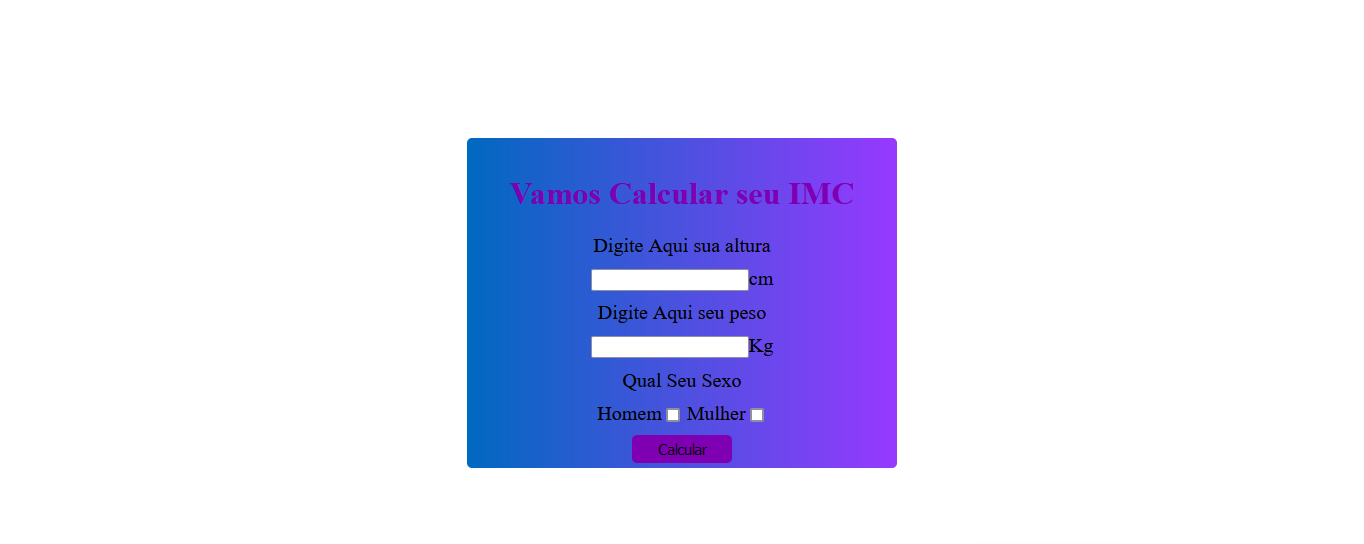 Vamos Calcular seu IMC
Digite Aqui sua altura
cm
Digite Aqui seu peso
Kg
Qual Seu Sexo
Homem Mulher
Calcular